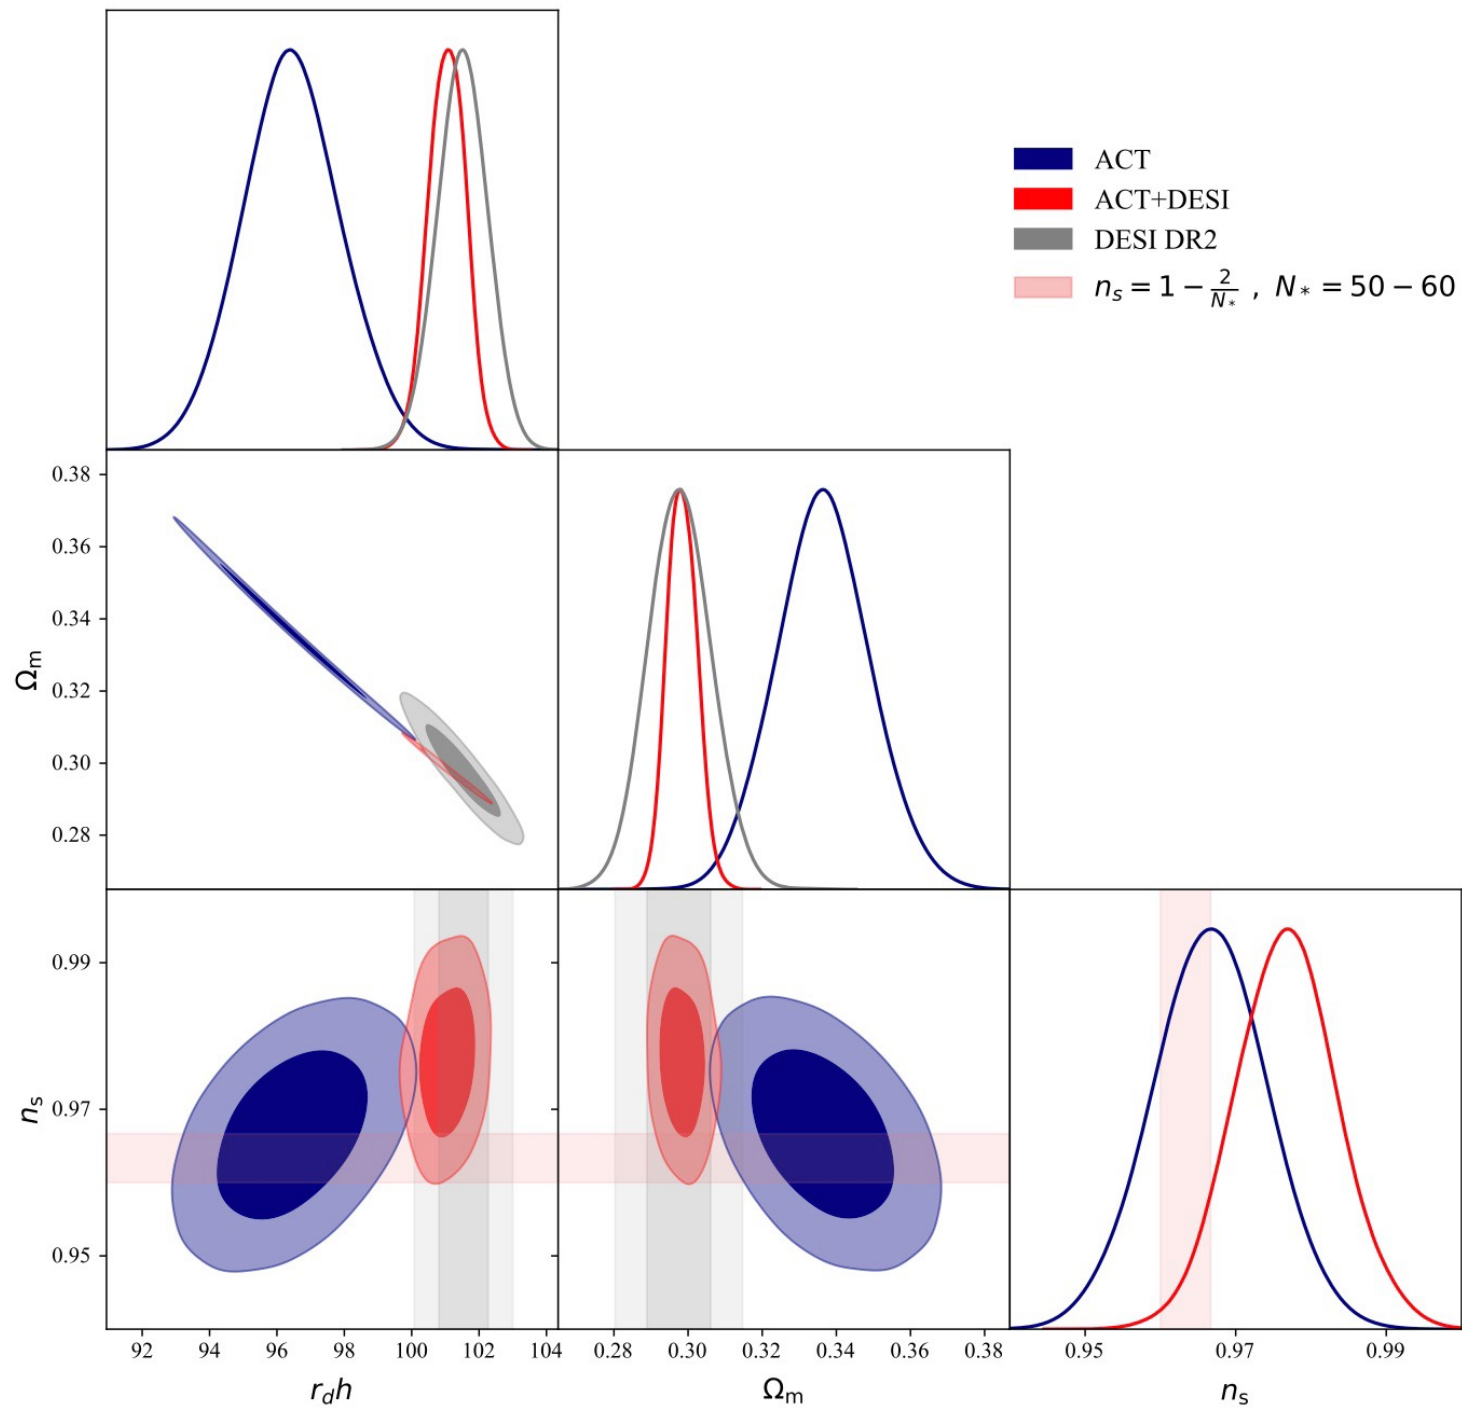 ACT
ACT+DESI
DESI DR2
n_s = 1 − 2/N_* , N_* = 50 − 60
0.38
0.36
0.34
0.32
0.30
0.28
Ω_m
0.99
0.97
0.95
n_s
92 94 96 98 100 102 104
0.28 0.30 0.32 0.34 0.36 0.38
0.95 0.97 0.99
r_d h
Ω_m
n_s